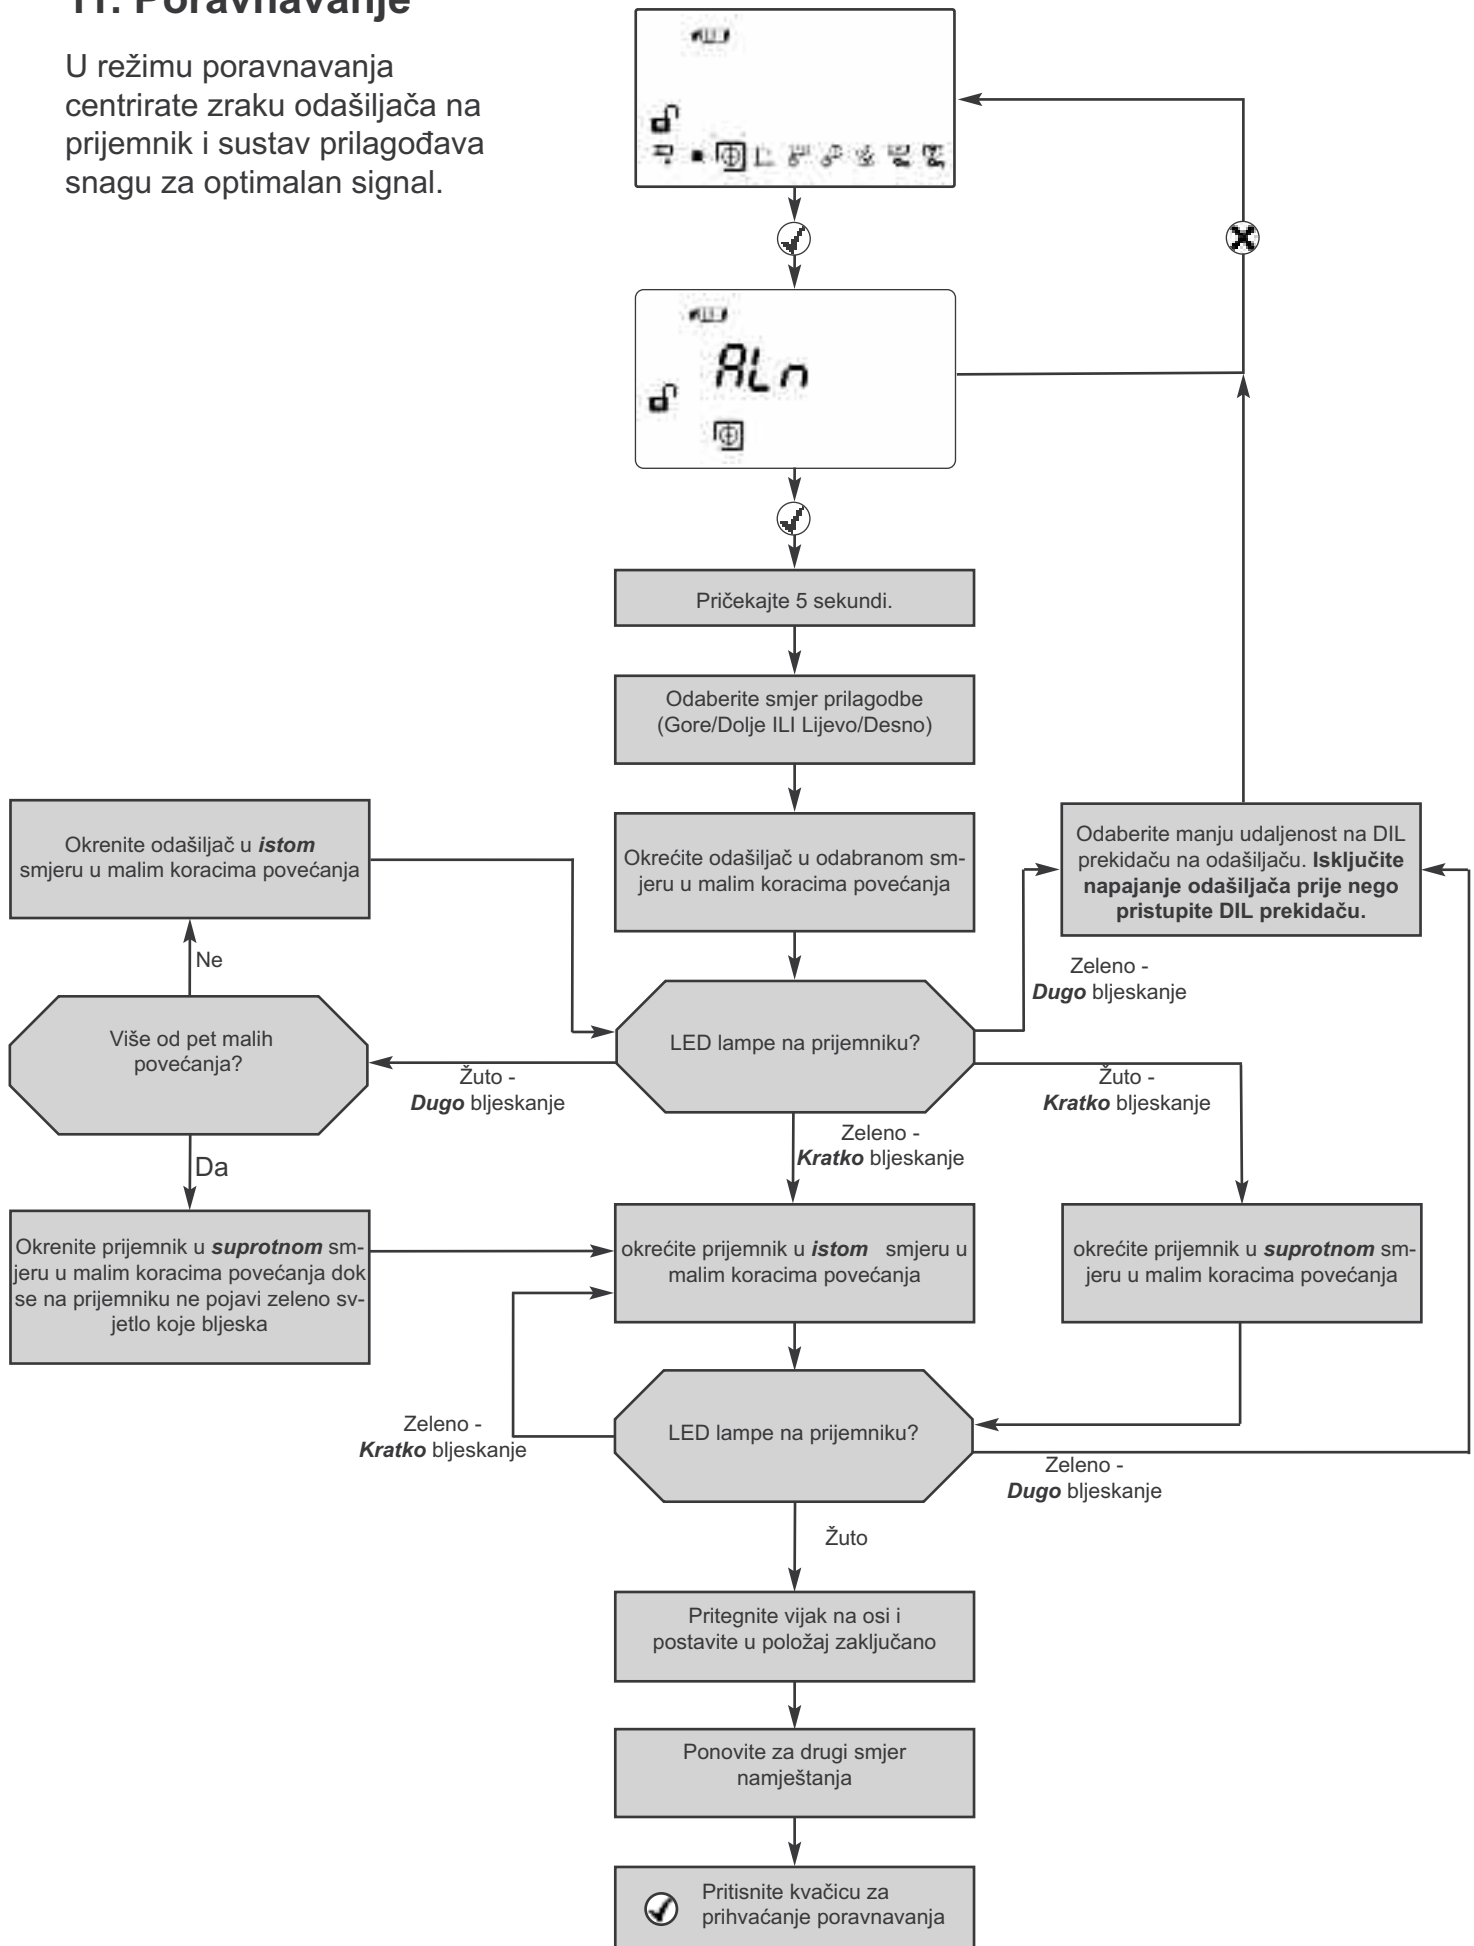 11. Poravnavanje
U režimu poravnavanja
centrirate zraku odašiljača na
prijemnik i sustav prilagođava
snagu za optimalan signal.
ALn
Pričekajte 5 sekundi.
Odaberite smjer prilagodbe
(Gore/Dolje ILI Lijevo/Desno)
Okrenite odašiljač u istom
smjeru u malim koracima povećanja
Okrećite odašiljač u odabranom sm-
jeru u malim koracima povećanja
Odaberite manju udaljenost na DIL
prekidaču na odašiljaču. Isključite
napajanje odašiljača prije nego
pristupite DIL prekidaču.
Ne
Zeleno -
Dugo bljeskanje
Više od pet malih
povećanja?
LED lampe na prijemniku?
Žuto -
Dugo bljeskanje
Žuto -
Kratko bljeskanje
Zeleno -
Kratko bljeskanje
Da
Okrenite prijemnik u suprotnom sm-
jeru u malim koracima povećanja dok
se na prijemniku ne pojavi zeleno sv-
jetlo koje bljeska
okrećite prijemnik u istom smjeru u
malim koracima povećanja
okrećite prijemnik u suprotnom sm-
jeru u malim koracima povećanja
Zeleno -
Kratko bljeskanje
LED lampe na prijemniku?
Zeleno -
Dugo bljeskanje
Žuto
Pritegnite vijak na osi i
postavite u položaj zaključano
Ponovite za drugi smjer
namještanja
Pritisnite kvačicu za
prihvaćanje poravnavanja